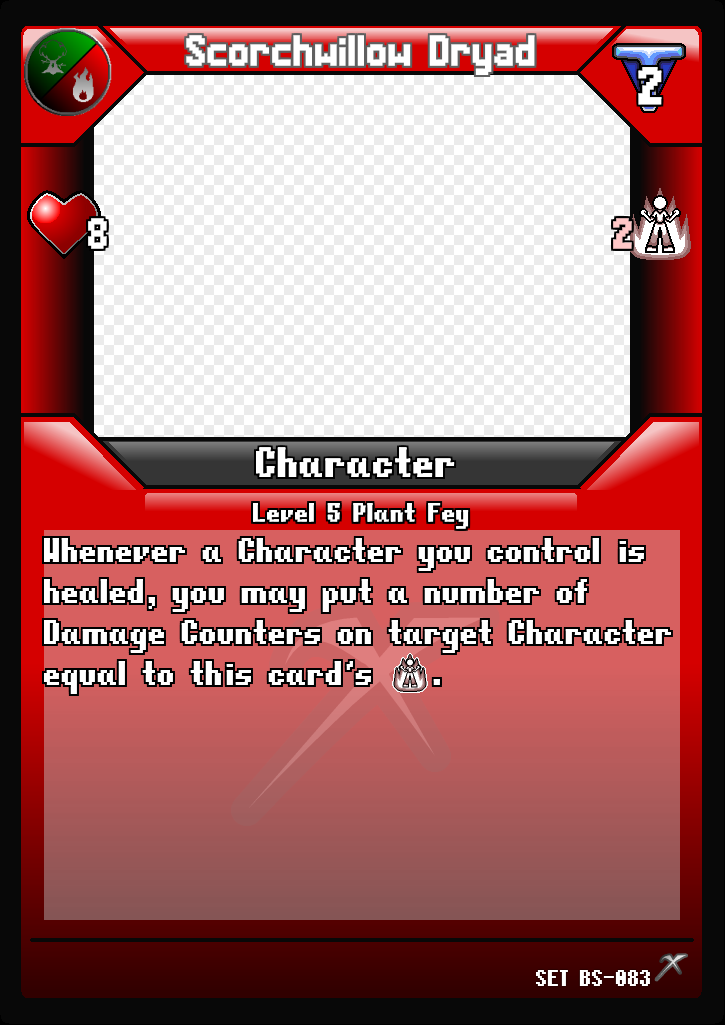 Scorchwillow Dryad
2
8
2
Character
Level 5 Plant Fey
Whenever a Character you control is
healed, you may put a number of
Damage Counters on target Character
equal to this card's .
SET BS-083